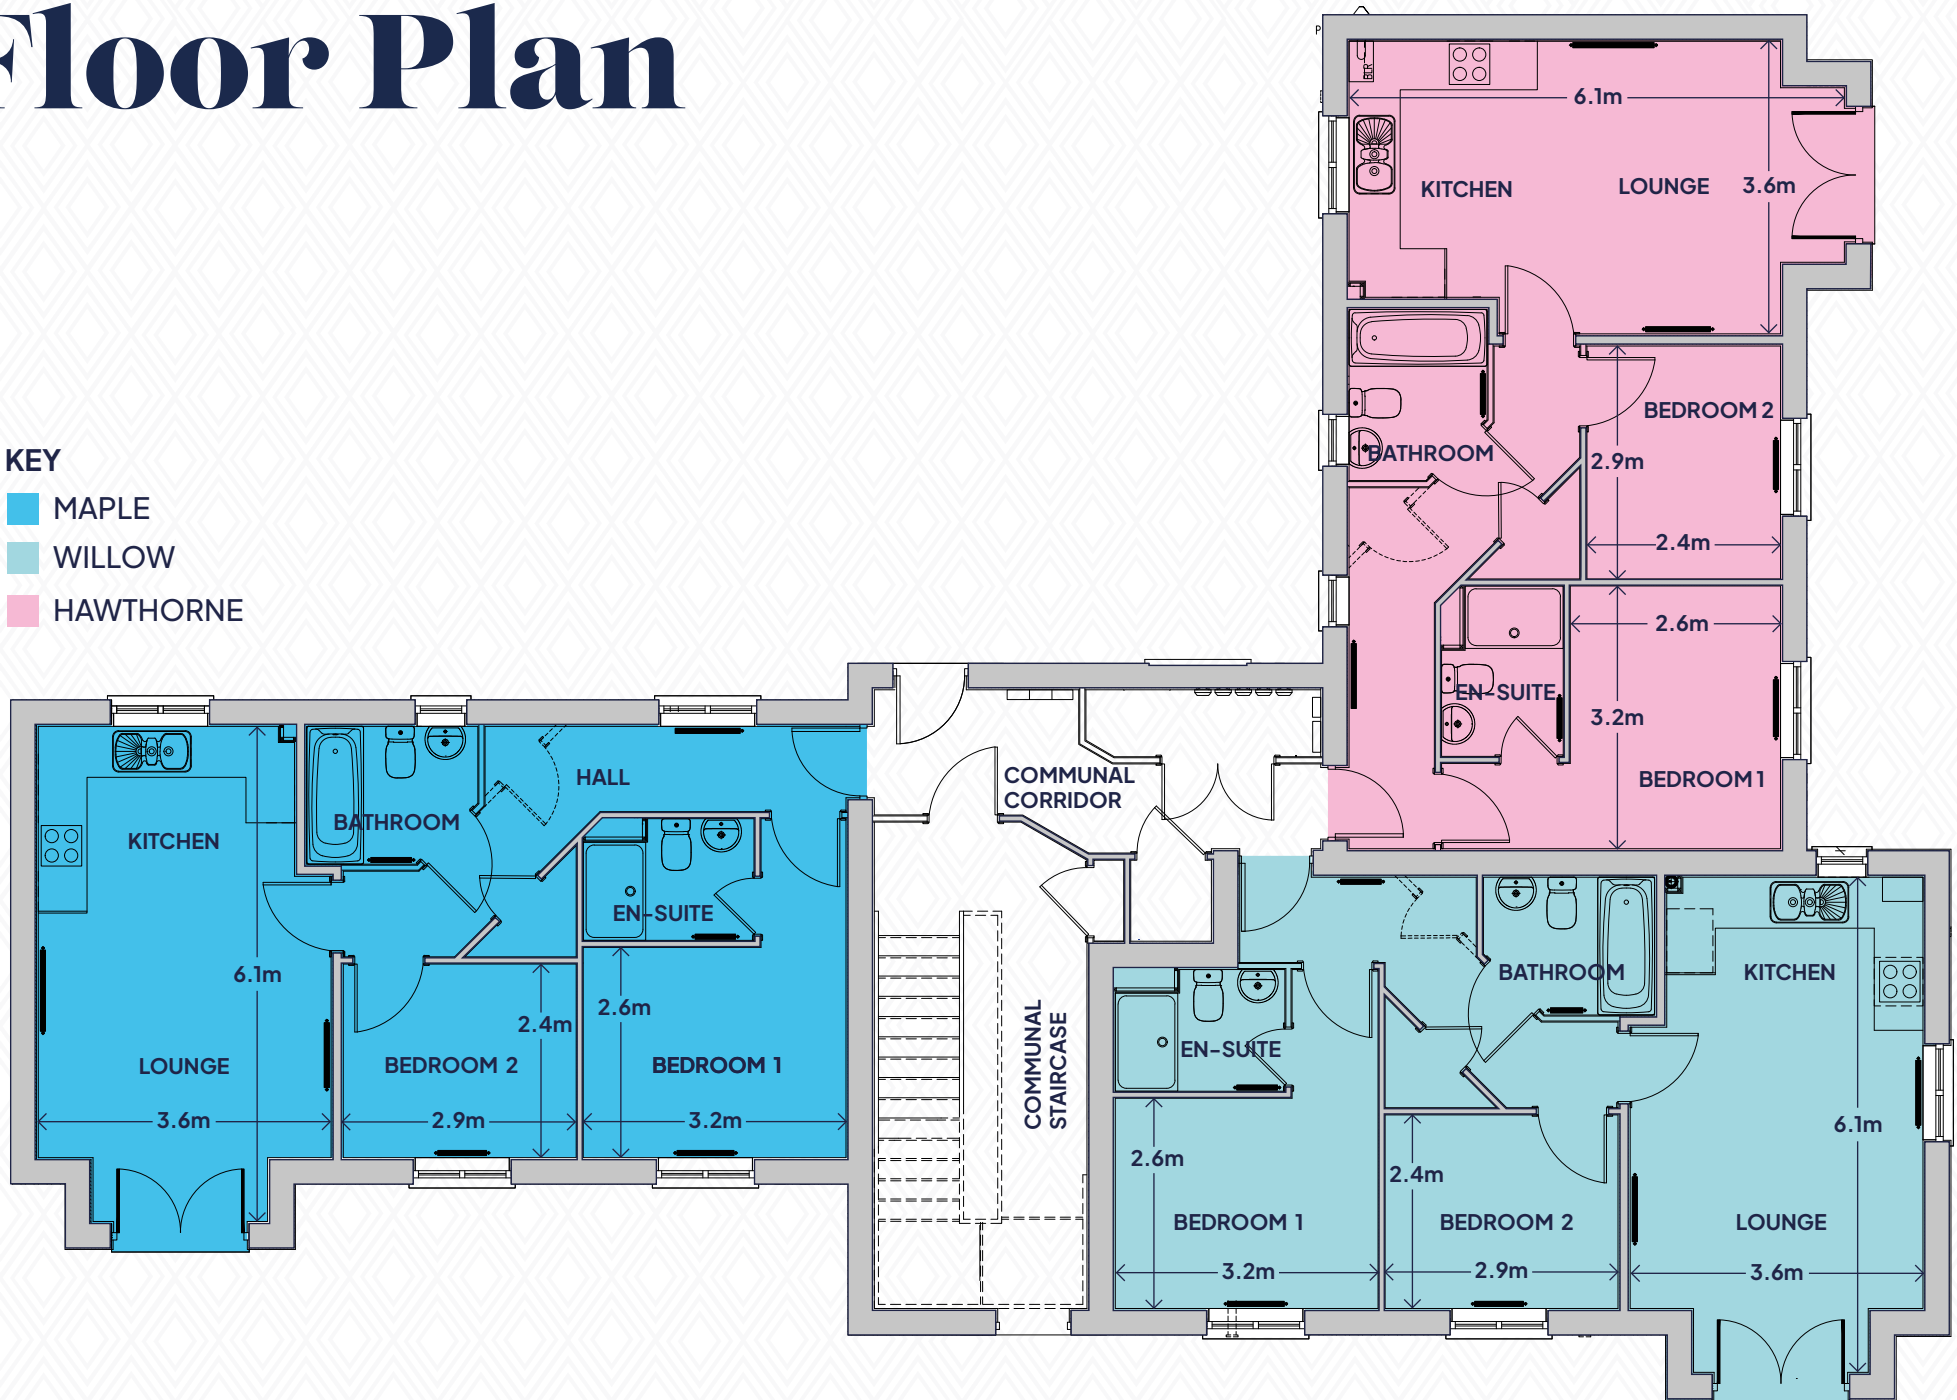 Floor Plan
KEY
MAPLE
WILLOW
HAWTHORNE
BLR
6.1m
KITCHEN
LOUNGE
3.6m
BEDROOM 2
BATHROOM
2.9m
2.4m
2.6m
EN-SUITE
3.2m
BEDROOM 1
HALL
COMMUNAL
CORRIDOR
BATHROOM
KITCHEN
EN-SUITE
6.1m
2.6m
2.4m
LOUNGE
BEDROOM 2
BEDROOM 1
3.6m
2.9m
3.2m
COMMUNAL
STAIRCASE
BATHROOM
KITCHEN
EN-SUITE
6.1m
2.6m
2.4m
BEDROOM 1
BEDROOM 2
LOUNGE
3.2m
2.9m
3.6m